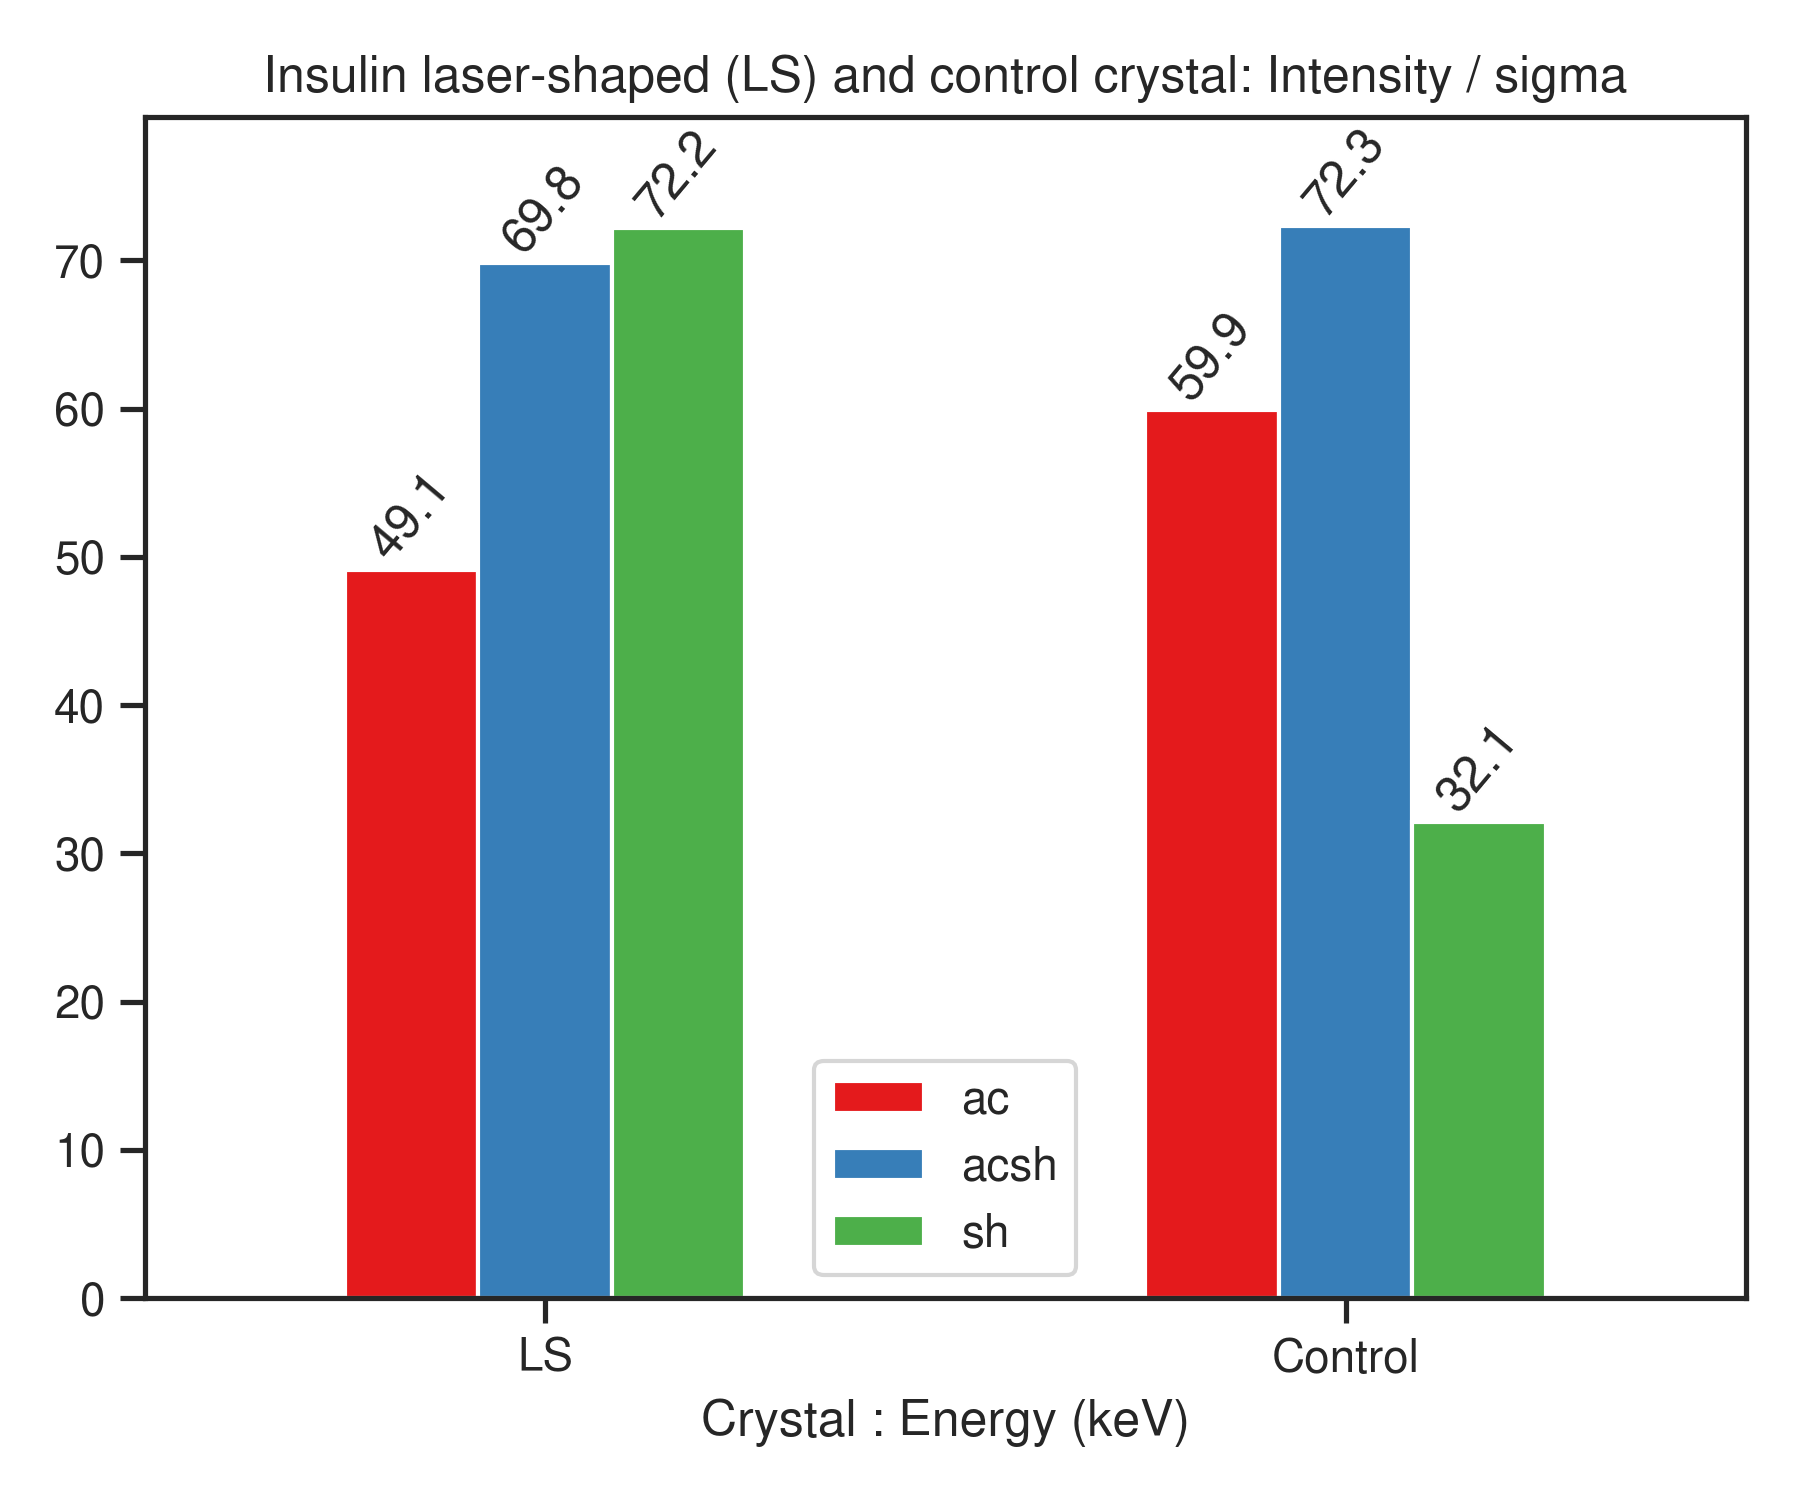 Insulin laser-shaped (LS) and control crystal: Intensity / sigma
72.2
72.3
69.8
59.9
49.1
32.1
70
60
50
40
30
20
10
0
ac
acsh
sh
LS
Control
Crystal : Energy (keV)